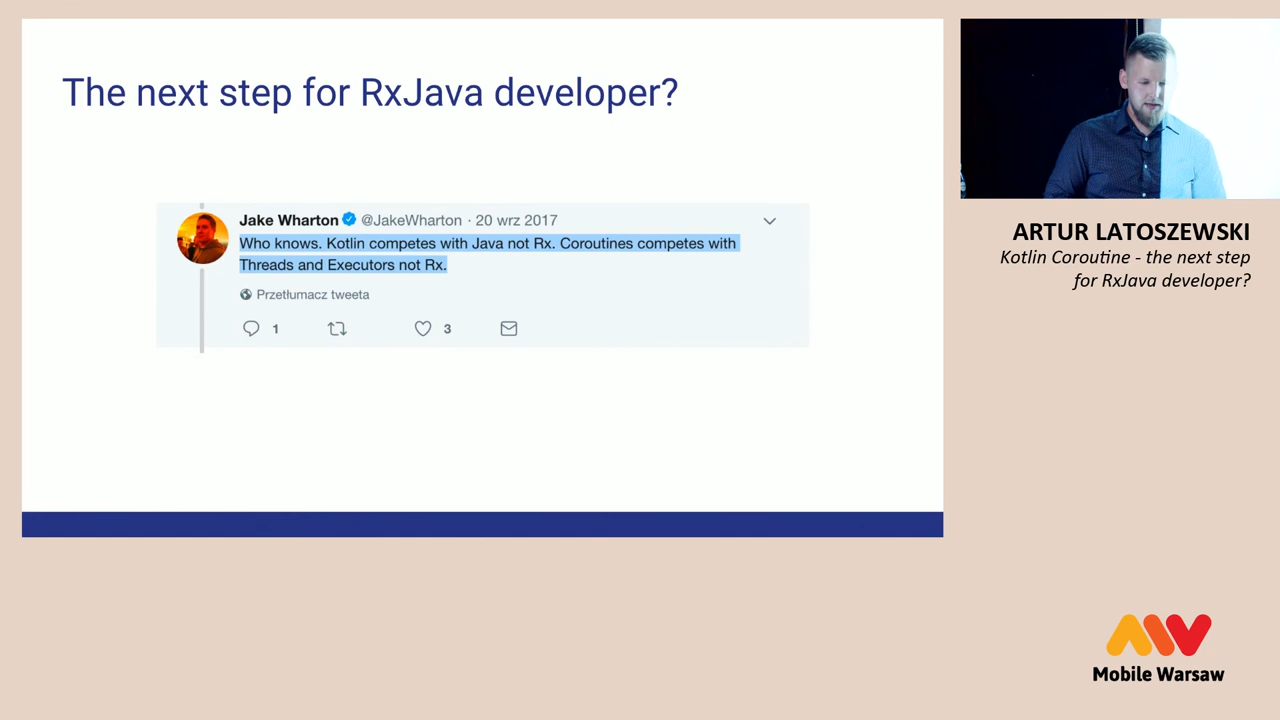 The next step for RxJava developer?
Jake Wharton @JakeWharton · 20 wrz 2017
Who knows. Kotlin competes with Java not Rx. Coroutines competes with
Threads and Executors not Rx.
Przetłumacz tweeta
1 3
ARTUR LATOSZEWSKI
Kotlin Coroutine - the next step
for RxJava developer?
Mobile Warsaw